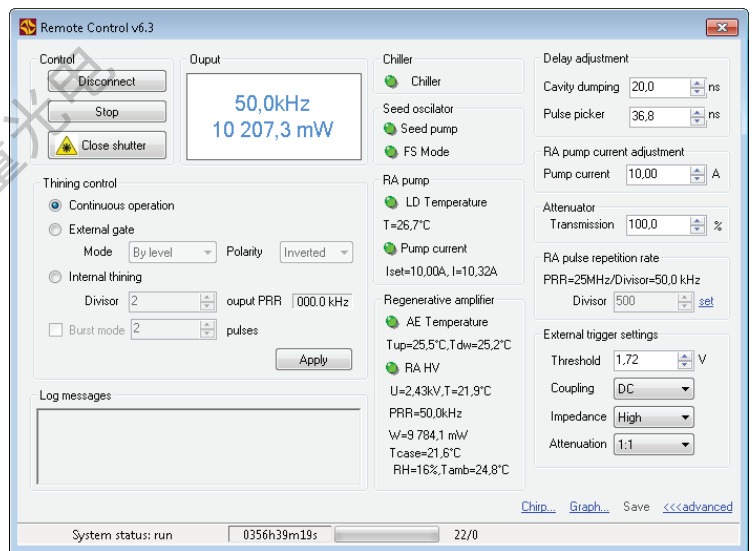 Remote Control v6.3
Control
Disconnect
Stop
Close shutter
Ouput
50,0kHz
10 207,3 mW
Thining control
Continuous operation
External gate
Mode By level Polarity Inverted
Internal thining
Divisor 2 ouput PRR 000.0 kHz
Burst mode 2 pulses
Apply
Log messages
Chiller
Chiller
Seed oscilator
Seed pump
FS Mode
RA pump
LD Temperature
T=26,7°C
Pump current
Iset=10,00A, I=10,32A
Regenerative amplifier
AE Temperature
Tup=25,5°C,Tdw=25,2°C
RA HV
U=2,43kV,T=21,9°C
PRR=50,0kHz
W=9 784,1 mW
Tcase=21,6°C
RH=16%,Tamb=24,8°C
Delay adjustment
Cavity dumping 20,0 ns
Pulse picker 36,8 ns
RA pump current adjustment
Pump current 10,00 A
Attenuator
Transmission 100,0 %
RA pulse repetition rate
PRR=25MHz/Divisor=50,0 kHz
Divisor 500 set
External trigger settings
Threshold 1,72 V
Coupling DC
Impedance High
Attenuation 1:1
Chirp... Graph... Save <<<advanced
System status: run 0356h39m19s 22/0
光电